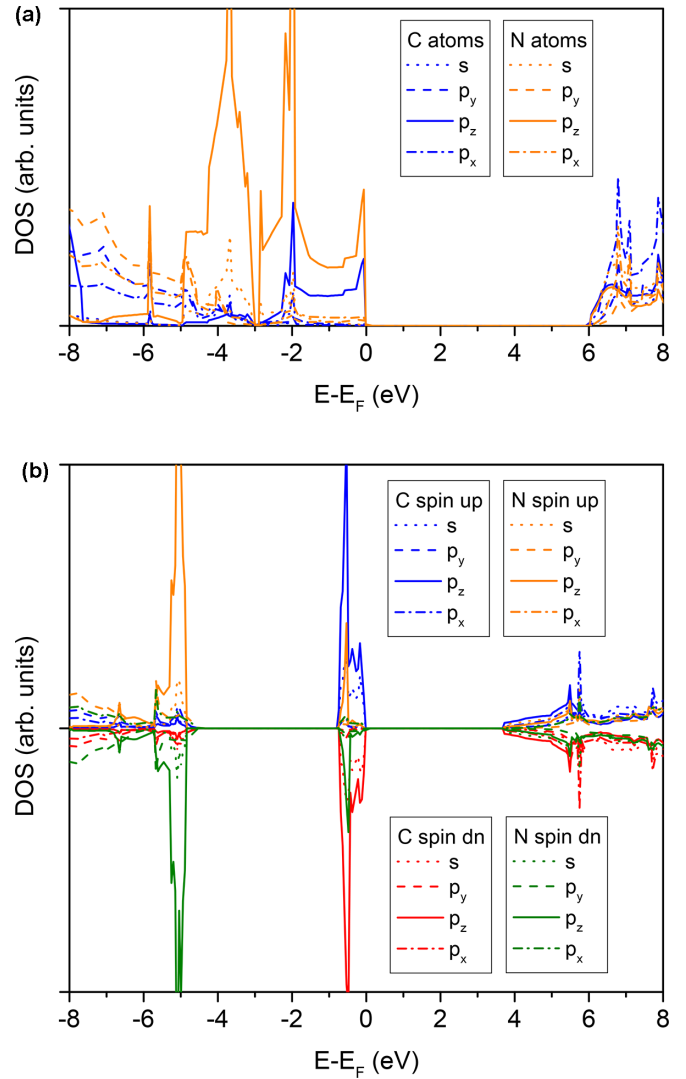 (a)
C atoms
s
p_y
p_z
p_x
N atoms
s
p_y
p_z
p_x
DOS (arb. units)
-8 -6 -4 -2 0 2 4 6 8
E-E_F (eV)
(b)
C spin up
s
p_y
p_z
p_x
N spin up
s
p_y
p_z
p_x
DOS (arb. units)
C spin dn
s
p_y
p_z
p_x
N spin dn
s
p_y
p_z
p_x
-8 -6 -4 -2 0 2 4 6 8
E-E_F (eV)